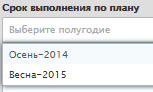 Срок выполнения по плану
Выберите полугодие
Осень-2014
Весна-2015